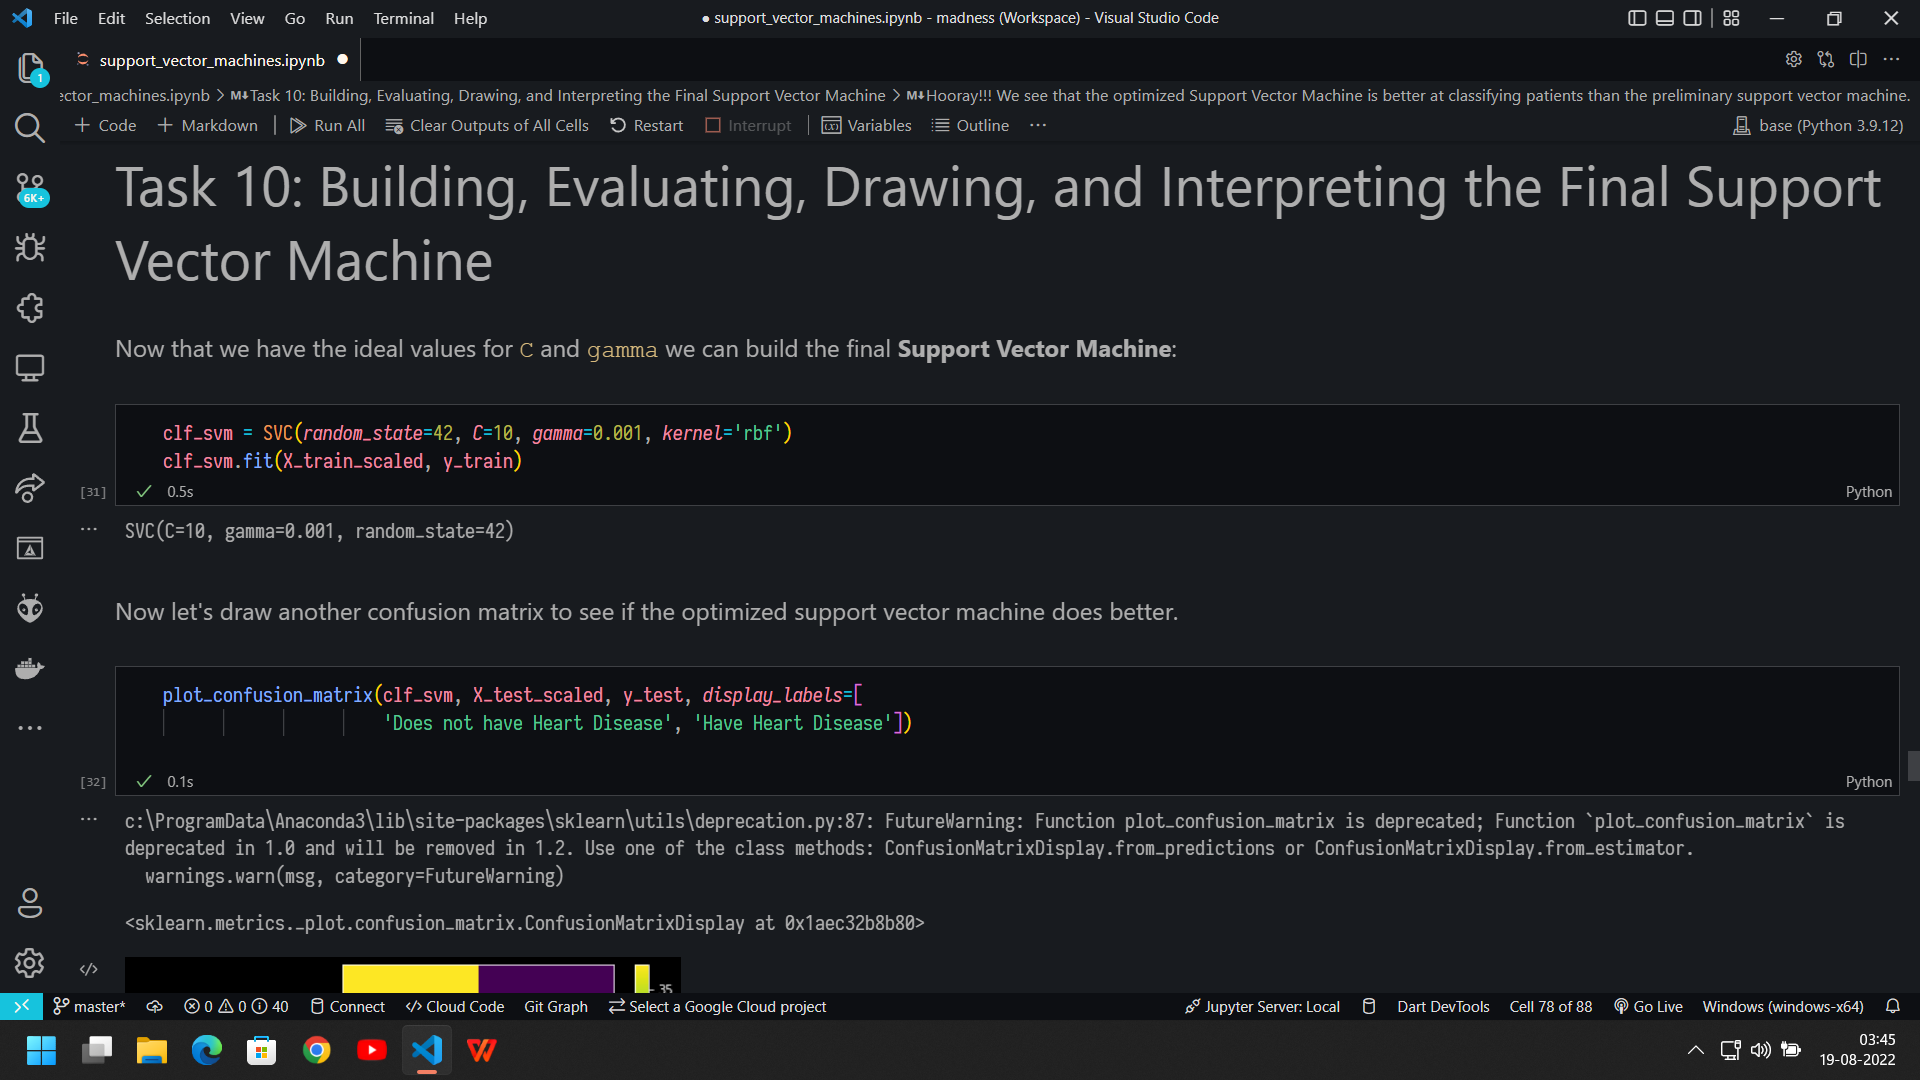 File Edit Selection View Go Run Terminal Help
● support_vector_machines.ipynb - madness (Workspace) - Visual Studio Code
support_vector_machines.ipynb ●
ector_machines.ipynb > M↓Task 10: Building, Evaluating, Drawing, and Interpreting the Final Support Vector Machine > M↓Hooray!!! We see that the optimized Support Vector Machine is better at classifying patients than the preliminary support vector machine.
+ Code + Markdown | Run All Clear Outputs of All Cells Restart Interrupt | Variables Outline ···
base (Python 3.9.12)
1
6K+
Task 10: Building, Evaluating, Drawing, and Interpreting the Final Support
Vector Machine
Now that we have the ideal values for C and gamma we can build the final Support Vector Machine:
clf_svm = SVC(random_state=42, C=10, gamma=0.001, kernel='rbf')
clf_svm.fit(X_train_scaled, y_train)
[31] ✓ 0.5s Python
SVC(C=10, gamma=0.001, random_state=42)
Now let's draw another confusion matrix to see if the optimized support vector machine does better.
plot_confusion_matrix(clf_svm, X_test_scaled, y_test, display_labels=[
'Does not have Heart Disease', 'Have Heart Disease'])
[32] ✓ 0.1s Python
c:\ProgramData\Anaconda3\lib\site-packages\sklearn\utils\deprecation.py:87: FutureWarning: Function plot_confusion_matrix is deprecated; Function `plot_confusion_matrix` is
deprecated in 1.0 and will be removed in 1.2. Use one of the class methods: ConfusionMatrixDisplay.from_predictions or ConfusionMatrixDisplay.from_estimator.
warnings.warn(msg, category=FutureWarning)
<sklearn.metrics._plot.confusion_matrix.ConfusionMatrixDisplay at 0x1aec32b8b80>
35
master* 0 0 40 Connect Cloud Code Git Graph Select a Google Cloud project
Jupyter Server: Local Dart DevTools Cell 78 of 88 Go Live Windows (windows-x64)
03:45
19-08-2022